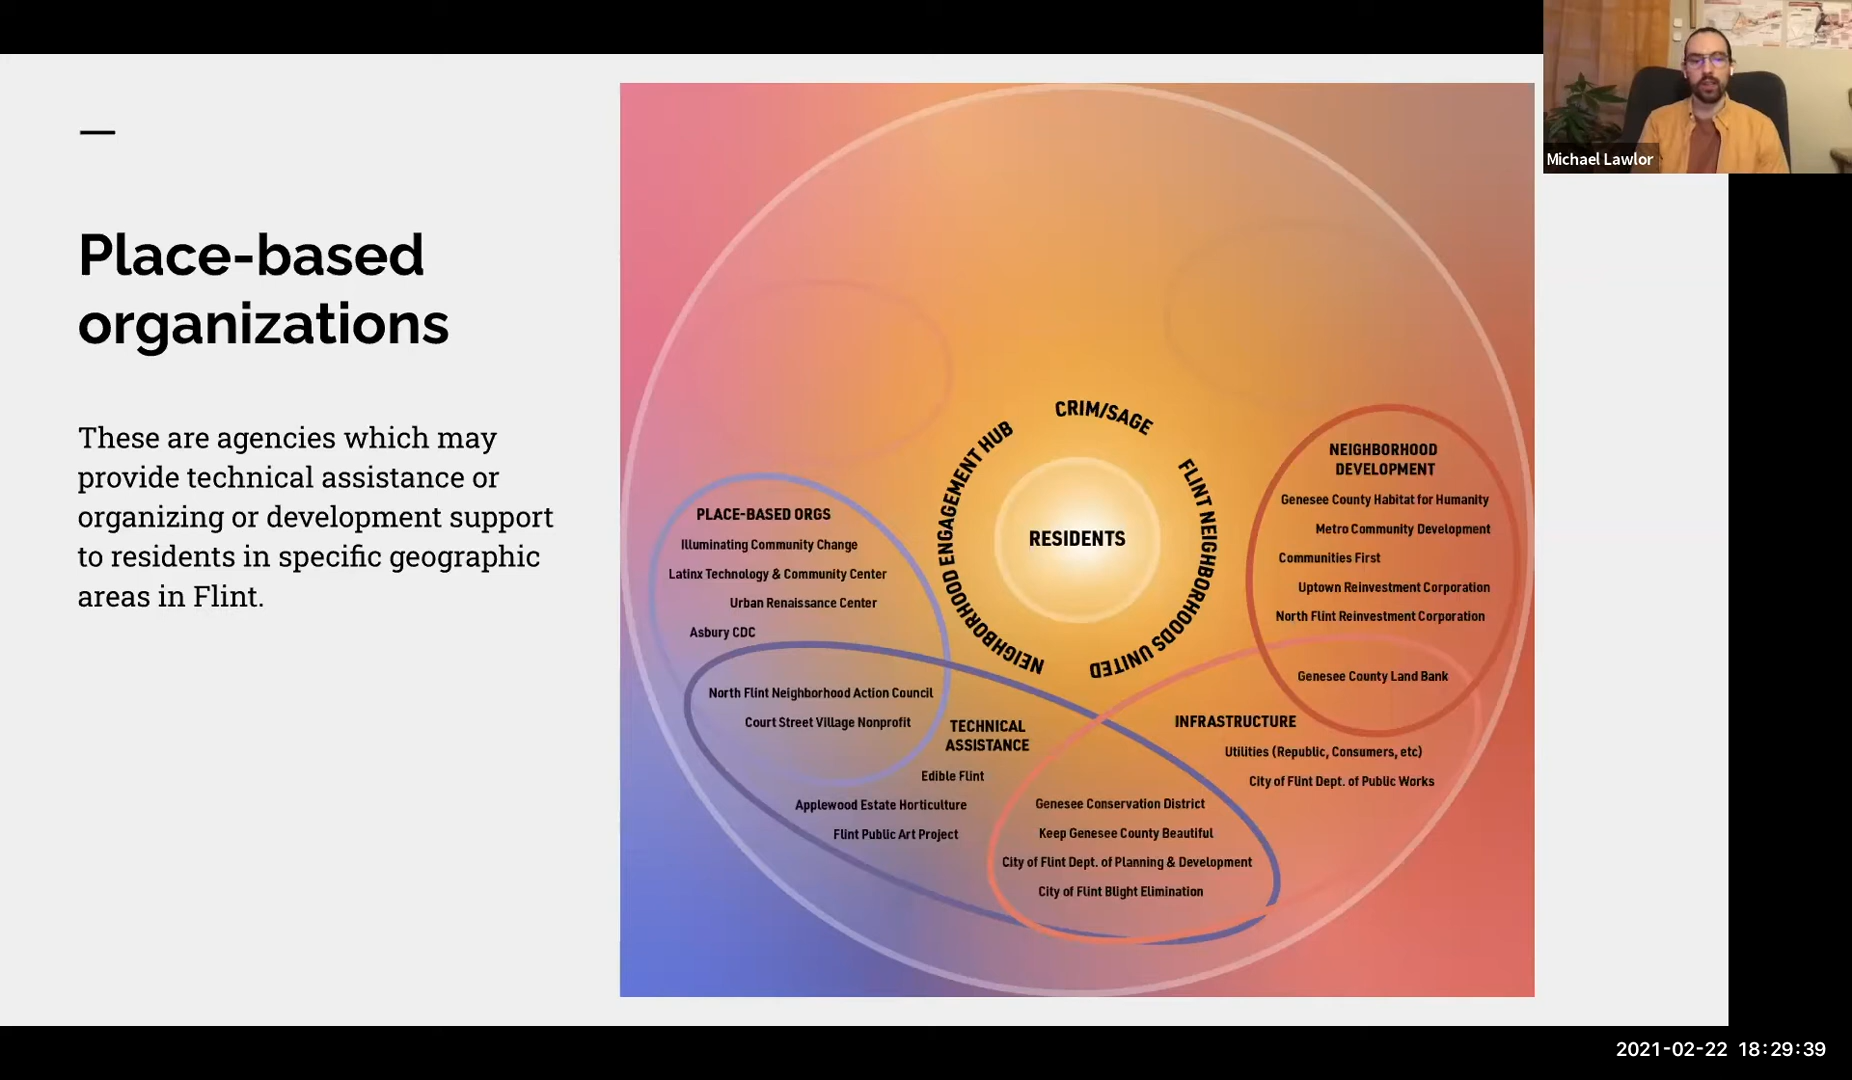 Michael Lawlor
Place-based
organizations
These are agencies which may
provide technical assistance or
organizing or development support
to residents in specific geographic
areas in Flint.
CRIM/SAGE
NEIGHBORHOOD ENGAGEMENT HUB
FLINT NEIGHBORHOODS UNITED
RESIDENTS
PLACE-BASED ORGS
Illuminating Community Change
Latinx Technology & Community Center
Urban Renaissance Center
Asbury CDC
North Flint Neighborhood Action Council
Court Street Village Nonprofit
TECHNICAL
ASSISTANCE
Edible Flint
Applewood Estate Horticulture
Flint Public Art Project
Genesee Conservation District
Keep Genesee County Beautiful
City of Flint Dept. of Planning & Development
City of Flint Blight Elimination
INFRASTRUCTURE
Utilities (Republic, Consumers, etc)
City of Flint Dept. of Public Works
NEIGHBORHOOD
DEVELOPMENT
Genesee County Habitat for Humanity
Metro Community Development
Communities First
Uptown Reinvestment Corporation
North Flint Reinvestment Corporation
Genesee County Land Bank
2021-02-22 18:29:39